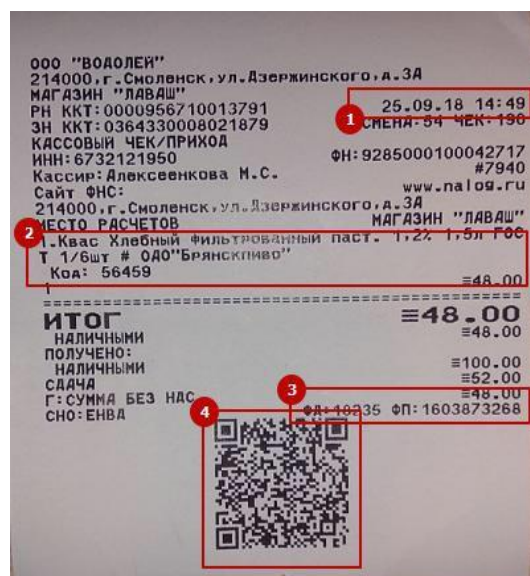 ООО "ВОДОЛЕЙ"
214000,г.Смоленск,ул.Дзержинского,д.3А
МАГАЗИН "ЛАВАШ"
РН ККТ:0000956710013791 25.09.18 14:49
1
ЗН ККТ:0364330008021879 СМЕНА:54 ЧЕК:190
КАССОВЫЙ ЧЕК/ПРИХОД
ИНН:6732121950 ФН:9285000100042717
Кассир:Алексеенкова М.С. #7940
Сайт ФНС: www.nalog.ru
214000,г.Смоленск,ул.Дзержинского,д.3А
МЕСТО РАСЧЕТОВ МАГАЗИН "ЛАВАШ"
2
1.Квас Хлебный фильтрованный паст. 1,2% 1,5л ГОС
Т 1/6шт # ОАО"Брянскпиво"
Код: 56459
1 ≡48.00
ИТОГ ≡48.00
НАЛИЧНЫМИ ≡48.00
ПОЛУЧЕНО:
НАЛИЧНЫМИ ≡100.00
СДАЧА ≡52.00
3
Г:СУММА БЕЗ НДС ≡48.00
4
СНО:ЕНВД ФД:18235 ФП:1603873268